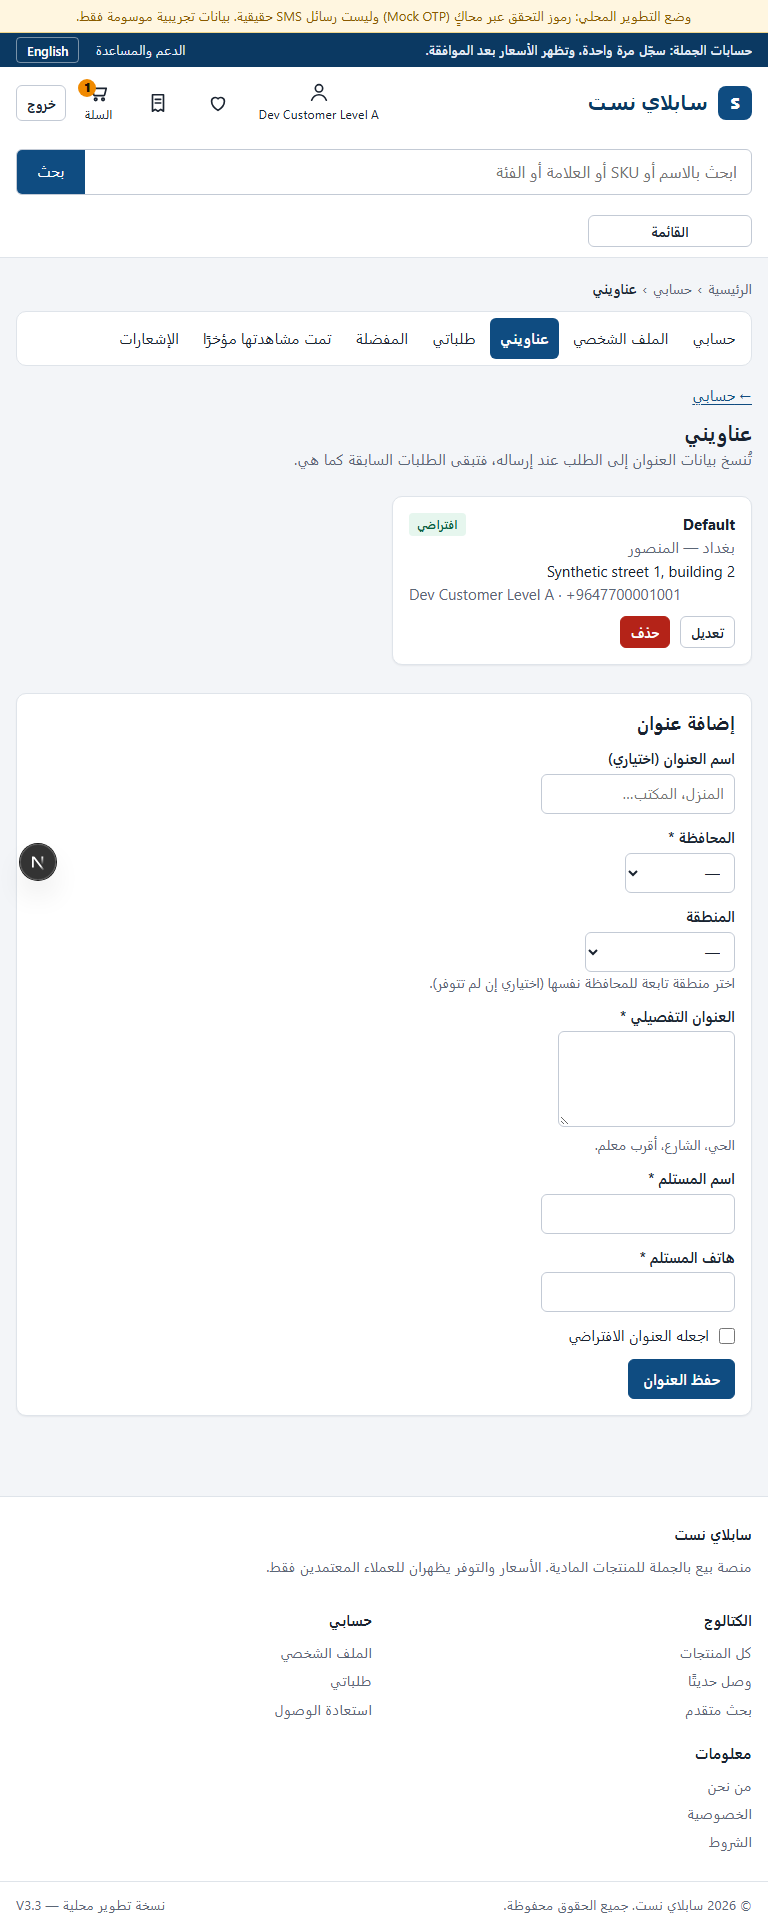 وضع التطوير المحلي: رموز التحقق عبر محاكٍ (Mock OTP) وليست رسائل SMS حقيقية. بيانات تجريبية موسومة فقط.
حسابات الجملة: سجّل مرة واحدة، وتظهر الأسعار بعد الموافقة.
الدعم والمساعدة
English
S
سابلاي نست
Dev Customer Level A
1
السلة
خروج
ابحث بالاسم أو SKU أو العلامة أو الفئة
بحث
القائمة
الرئيسية › حسابي › عناويني
حسابي
الملف الشخصي
عناويني
طلباتي
المفضلة
تمت مشاهدتها مؤخرًا
الإشعارات
← حسابي
عناويني
تُنسخ بيانات العنوان إلى الطلب عند إرساله، فتبقى الطلبات السابقة كما هي.
Default
افتراضي
بغداد — المنصور
Synthetic street 1, building 2
Dev Customer Level A · +9647700001001
تعديل
حذف
إضافة عنوان
اسم العنوان (اختياري)
المنزل، المكتب...
المحافظة *
—
المنطقة
—
اختر منطقة تابعة للمحافظة نفسها (اختياري إن لم تتوفر).
العنوان التفصيلي *
الحي، الشارع، أقرب معلم.
اسم المستلم *
هاتف المستلم *
اجعله العنوان الافتراضي
حفظ العنوان
N
سابلاي نست
منصة بيع بالجملة للمنتجات المادية. الأسعار والتوفر يظهران للعملاء المعتمدين فقط.
الكتالوج
كل المنتجات
وصل حديثًا
بحث متقدم
حسابي
الملف الشخصي
طلباتي
استعادة الوصول
معلومات
من نحن
الخصوصية
الشروط
© 2026 سابلاي نست. جميع الحقوق محفوظة.
نسخة تطوير محلية — V3.3